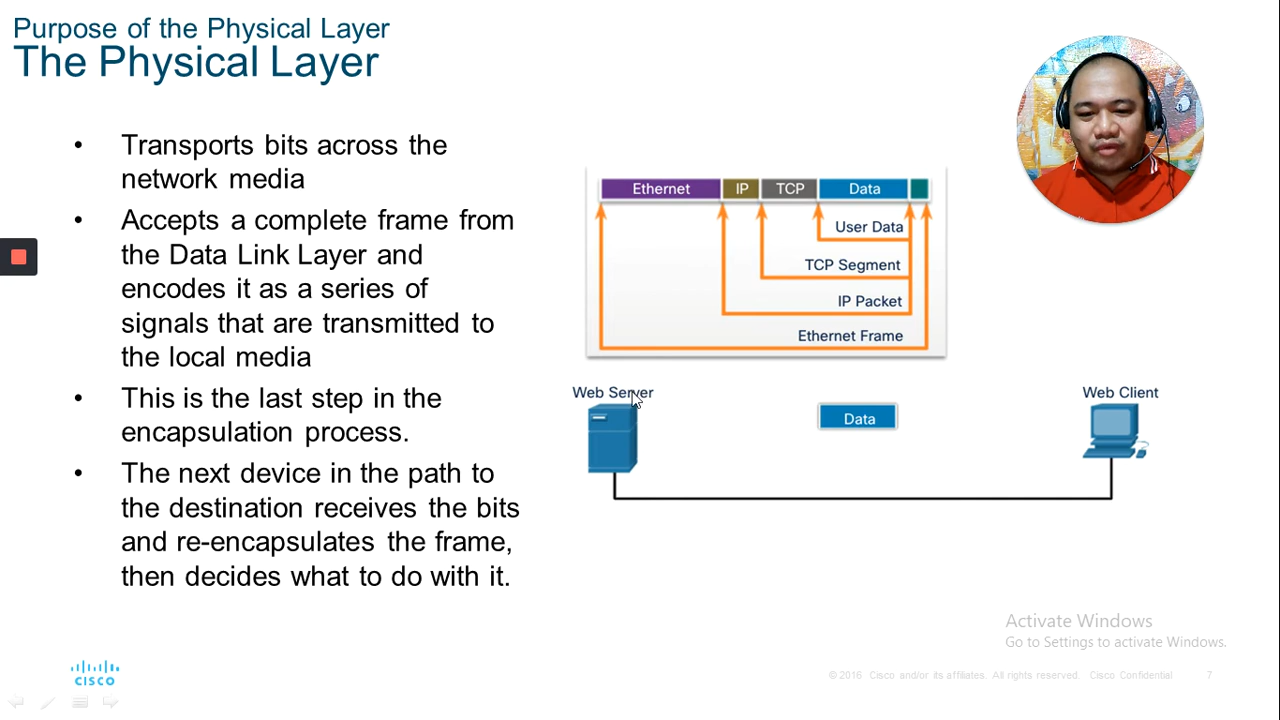 Purpose of the Physical Layer
The Physical Layer
• Transports bits across the
network media
• Accepts a complete frame from
the Data Link Layer and
encodes it as a series of
signals that are transmitted to
the local media
• This is the last step in the
encapsulation process.
• The next device in the path to
the destination receives the bits
and re-encapsulates the frame,
then decides what to do with it.
Ethernet IP TCP Data
User Data
TCP Segment
IP Packet
Ethernet Frame
Web Server
Web Client
Data
Activate Windows
Go to Settings to activate Windows.
CISCO
© 2016 Cisco and/or its affiliates. All rights reserved. Cisco Confidential 7